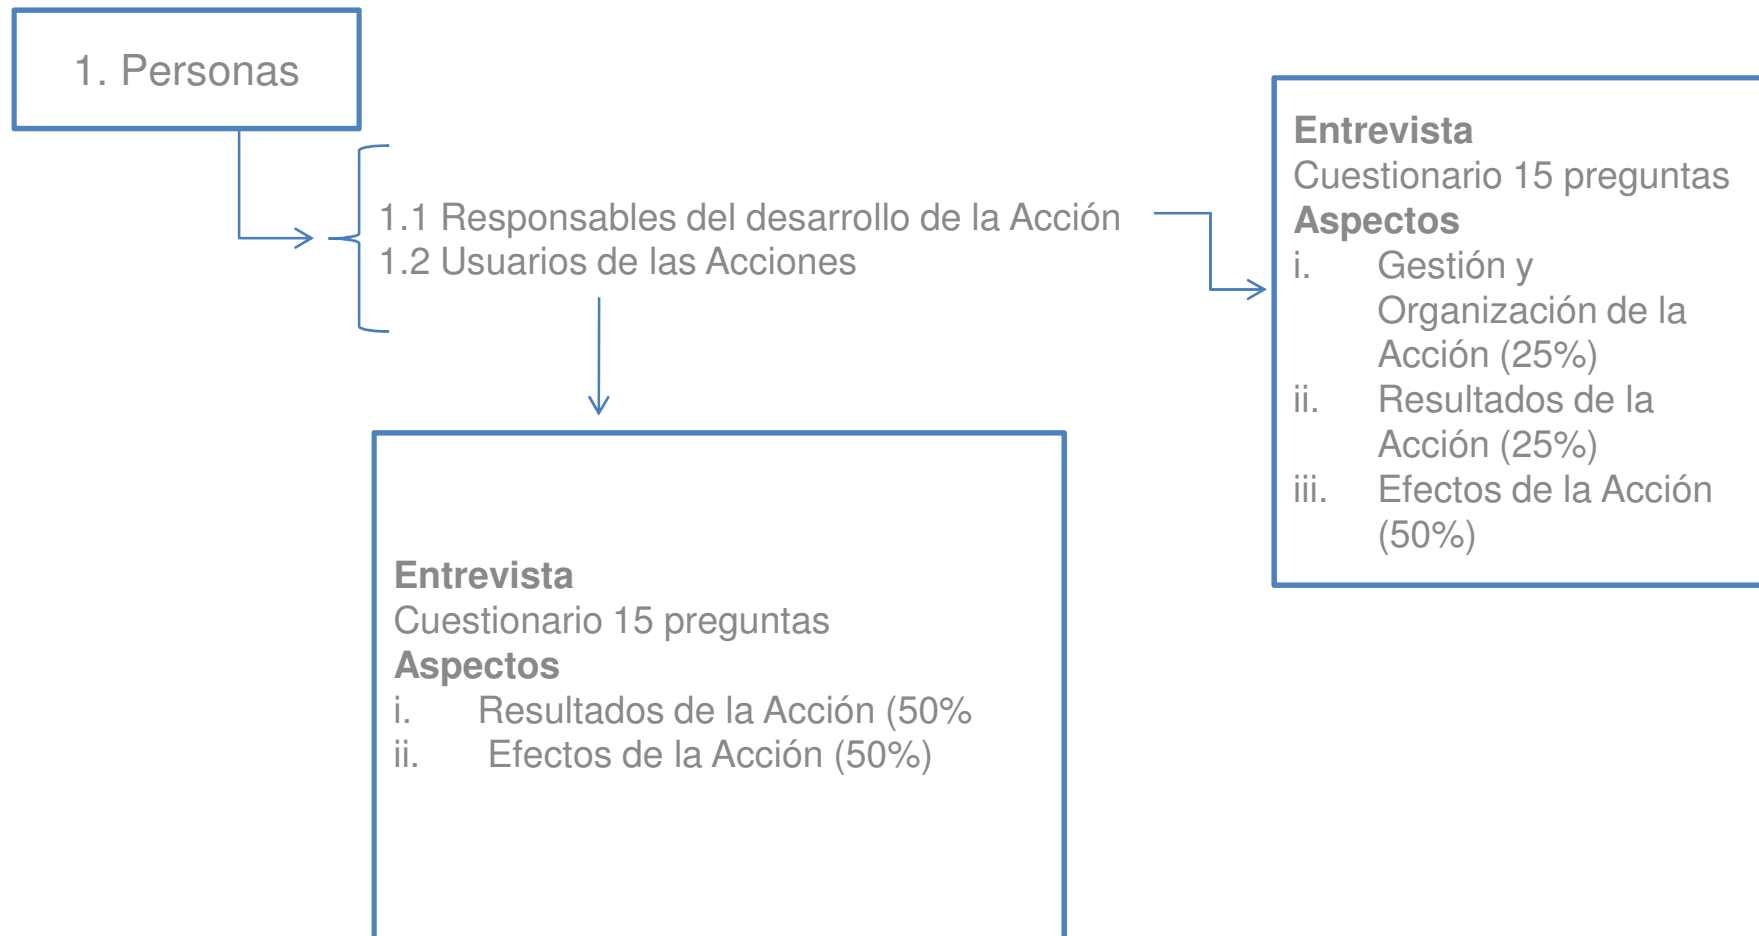 1. Personas
1.1 Responsables del desarrollo de la Acción
1.2 Usuarios de las Acciones
Entrevista
Cuestionario 15 preguntas
Aspectos
i. Gestión y
Organización de la
Acción (25%)
ii. Resultados de la
Acción (25%)
iii. Efectos de la Acción
(50%)
Entrevista
Cuestionario 15 preguntas
Aspectos
i. Resultados de la Acción (50%
ii. Efectos de la Acción (50%)